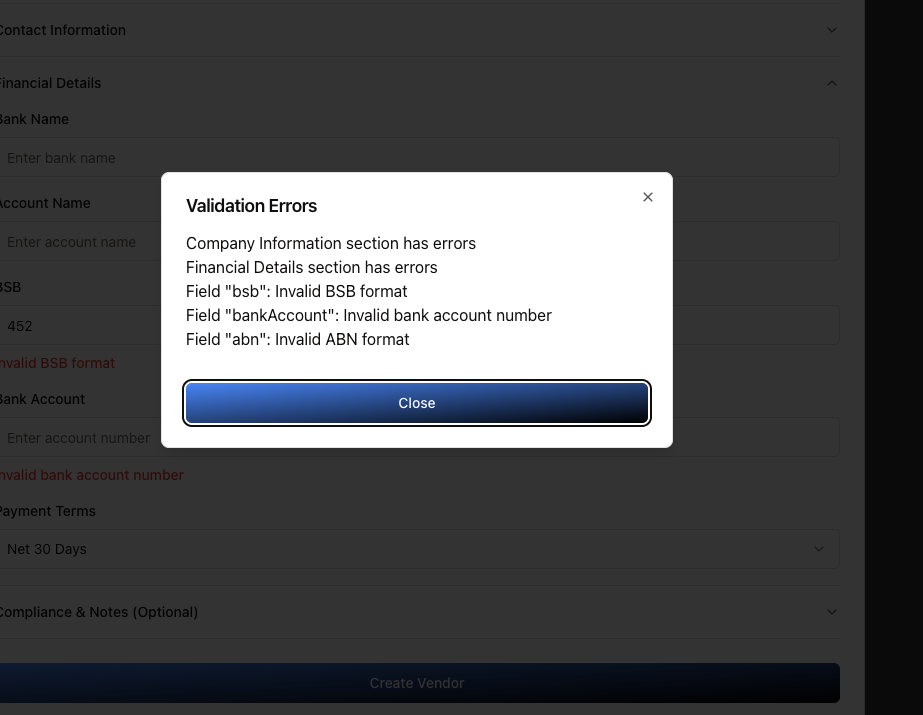 Contact Information
Financial Details
Bank Name
Enter bank name
Account Name
Enter account name
BSB
452
Invalid BSB format
Bank Account
Enter account number
Invalid bank account number
Payment Terms
Net 30 Days
Compliance & Notes (Optional)
Create Vendor
Validation Errors
Company Information section has errors
Financial Details section has errors
Field "bsb": Invalid BSB format
Field "bankAccount": Invalid bank account number
Field "abn": Invalid ABN format
Close